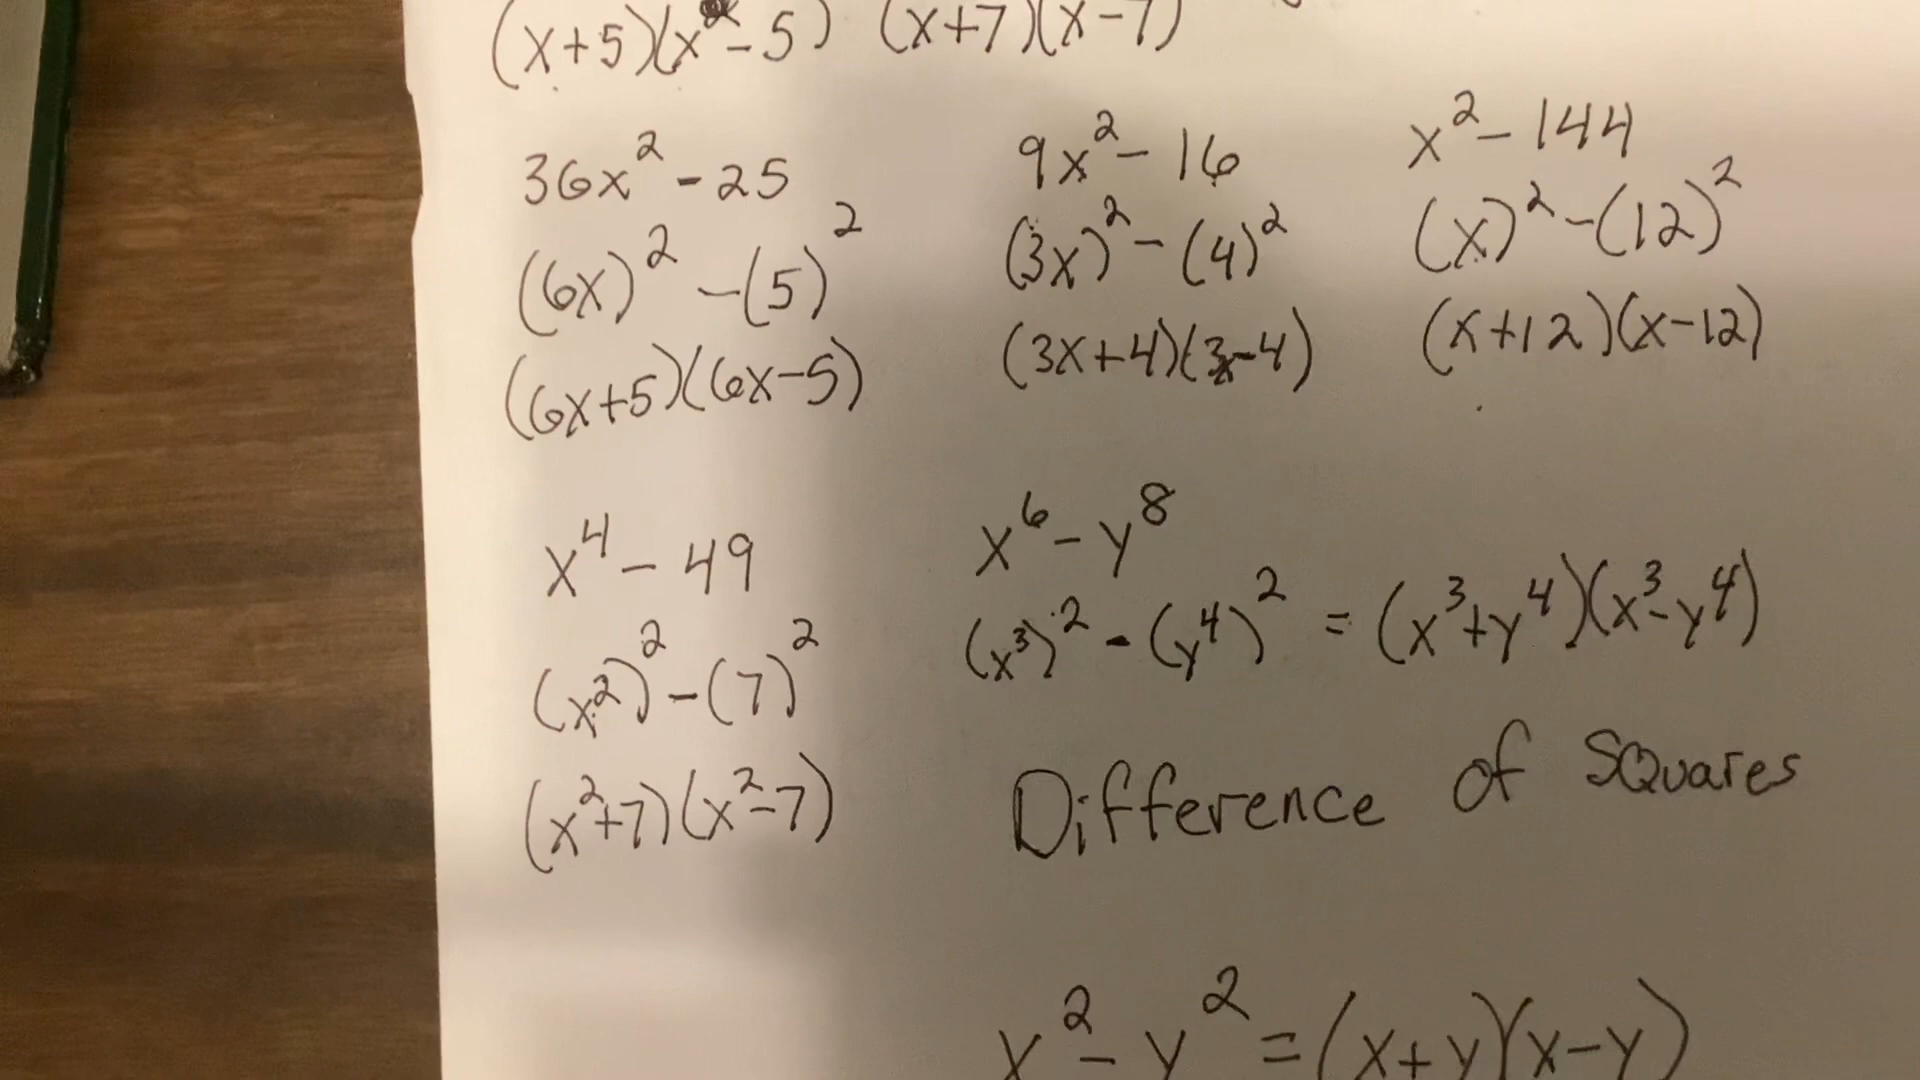 (x+5)(x-5) (x+7)(x-7)
36x² - 25
(6x)² - (5)²
(6x+5)(6x-5)
9x² - 16
(3x)² - (4)²
(3x+4)(3x-4)
x² - 144
(x)² - (12)²
(x+12)(x-12)
x⁴ - 49
(x²)² - (7)²
(x²+7)(x²-7)
x⁶ - y⁸
(x³)² - (y⁴)² = (x³+y⁴)(x³-y⁴)
Difference of Squares
x² - y² = (x+y)(x-y)